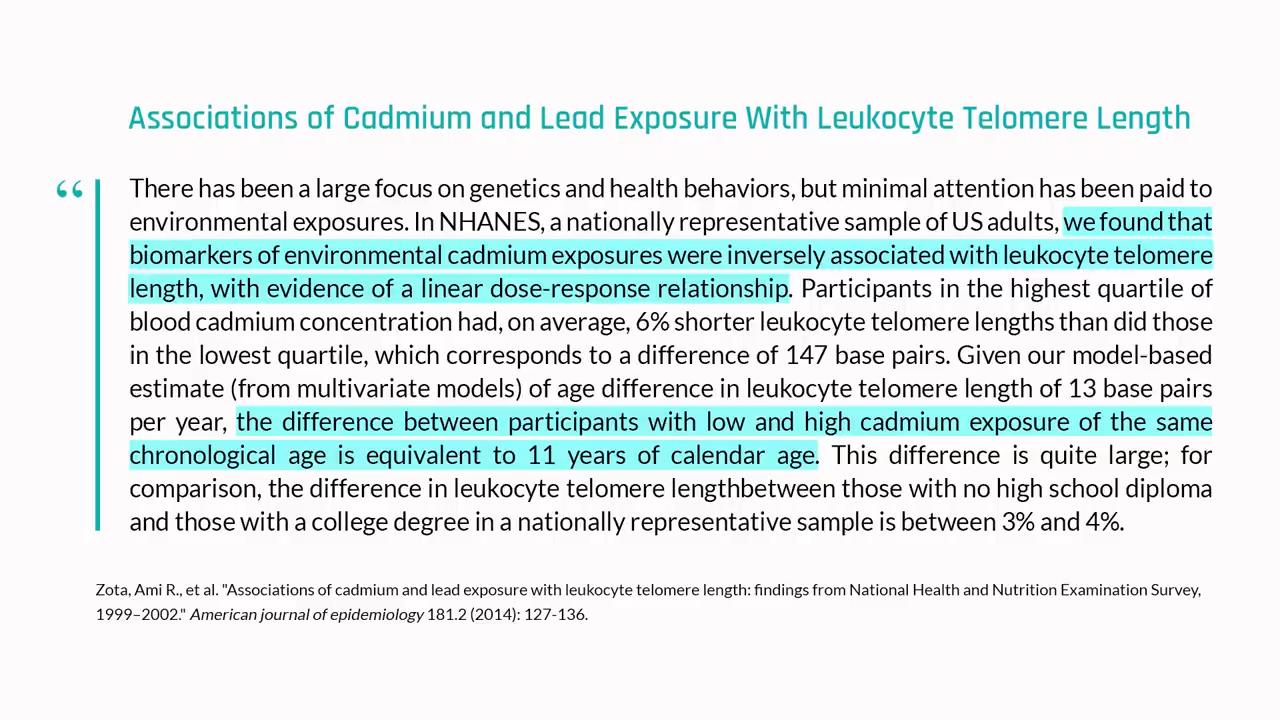 Associations of Cadmium and Lead Exposure With Leukocyte Telomere Length
“
There has been a large focus on genetics and health behaviors, but minimal attention has been paid to
environmental exposures. In NHANES, a nationally representative sample of US adults, we found that
biomarkers of environmental cadmium exposures were inversely associated with leukocyte telomere
length, with evidence of a linear dose-response relationship. Participants in the highest quartile of
blood cadmium concentration had, on average, 6% shorter leukocyte telomere lengths than did those
in the lowest quartile, which corresponds to a difference of 147 base pairs. Given our model-based
estimate (from multivariate models) of age difference in leukocyte telomere length of 13 base pairs
per year, the difference between participants with low and high cadmium exposure of the same
chronological age is equivalent to 11 years of calendar age. This difference is quite large; for
comparison, the difference in leukocyte telomere lengthbetween those with no high school diploma
and those with a college degree in a nationally representative sample is between 3% and 4%.
Zota, Ami R., et al. "Associations of cadmium and lead exposure with leukocyte telomere length: findings from National Health and Nutrition Examination Survey,
1999–2002." American journal of epidemiology 181.2 (2014): 127-136.